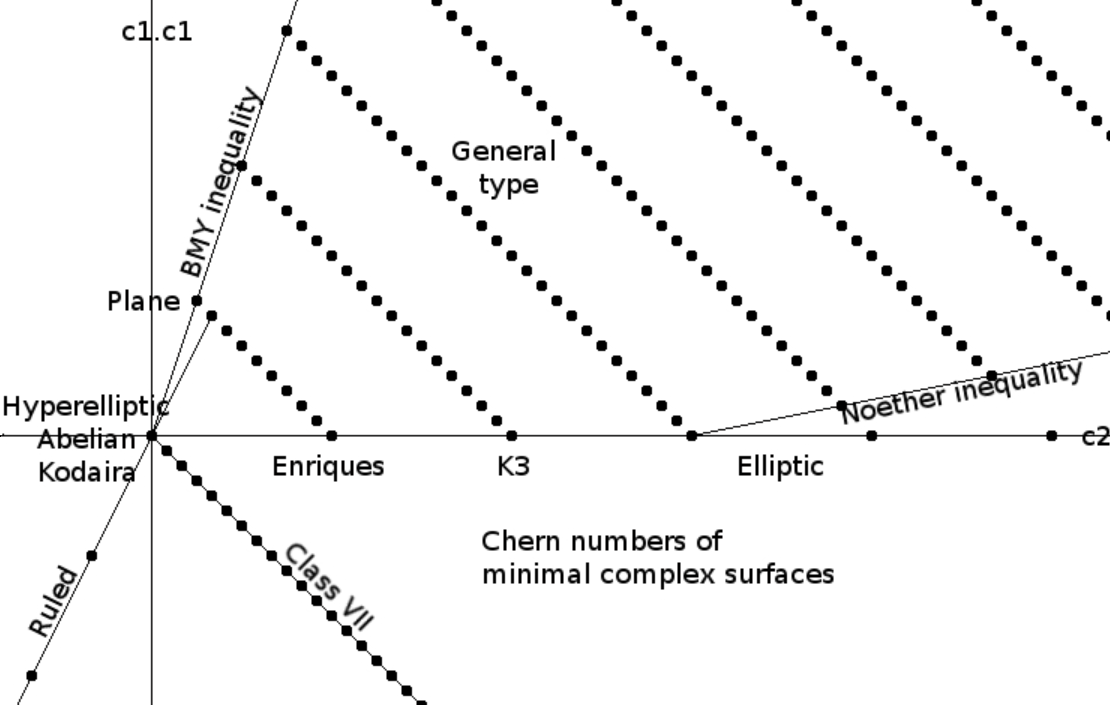 c1.c1
BMY inequality
General
type
Plane
Hyperelliptic
Abelian
Kodaira
Noether inequality
c2
Enriques
K3
Elliptic
Ruled
Class VII
Chern numbers of
minimal complex surfaces